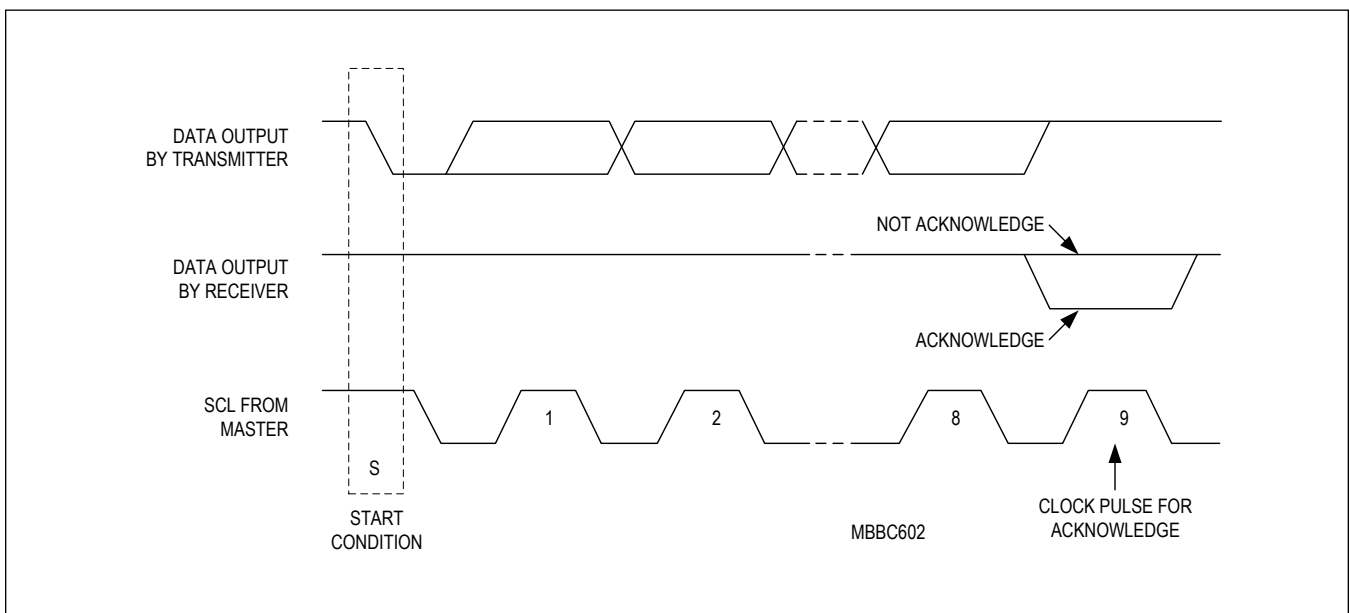 DATA OUTPUT
BY TRANSMITTER
NOT ACKNOWLEDGE
DATA OUTPUT
BY RECEIVER
ACKNOWLEDGE
SCL FROM
MASTER
1
2
8
9
S
START
CONDITION
MBBC602
CLOCK PULSE FOR
ACKNOWLEDGE